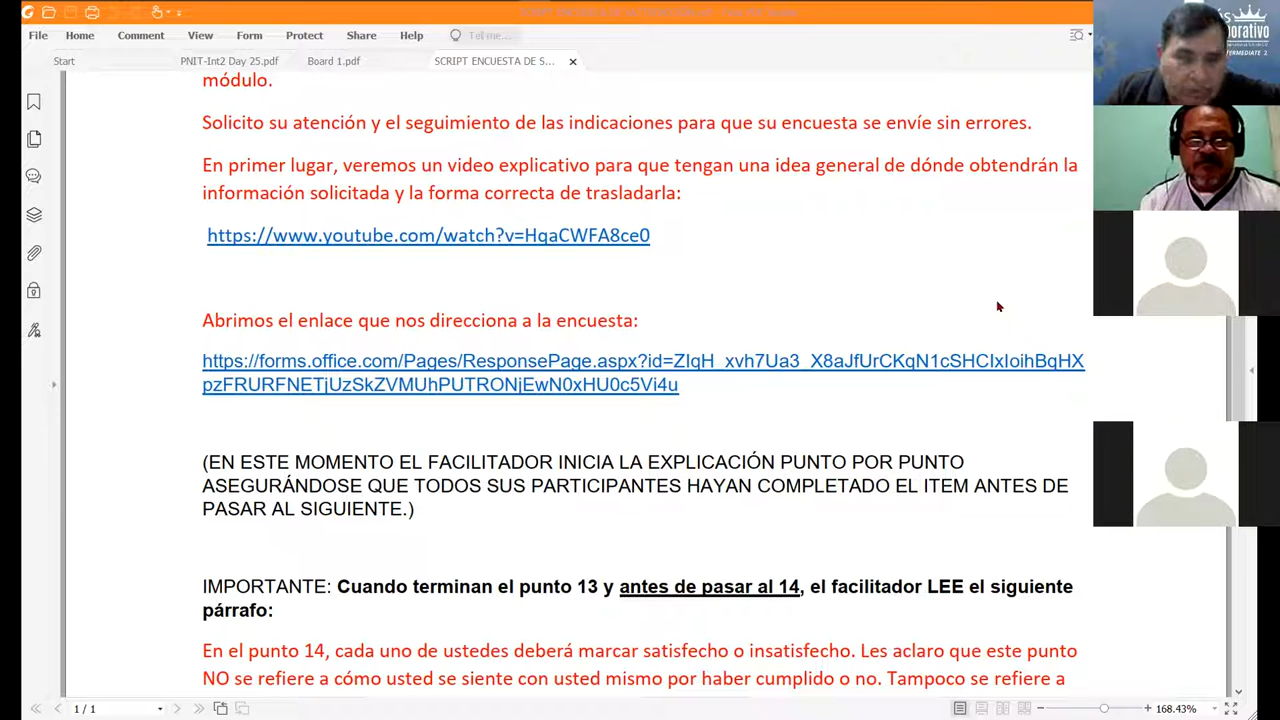 File Home Comment View Form Protect Share Help Tell me...
Start PNIT-Int2 Day 25.pdf Board 1.pdf SCRIPT ENCUESTA DE S...
módulo.
Solicito su atención y el seguimiento de las indicaciones para que su encuesta se envíe sin errores.
En primer lugar, veremos un video explicativo para que tengan una idea general de dónde obtendrán la
información solicitada y la forma correcta de trasladarla:
https://www.youtube.com/watch?v=HqaCWFA8ce0
Abrimos el enlace que nos direcciona a la encuesta:
https://forms.office.com/Pages/ResponsePage.aspx?id=ZIqH_xvh7Ua3_X8aJfUrCKqN1cSHCIxIoihBqHX
pzFRURFNETjUzSkZVMUhPUTRONjEwN0xHU0c5Vi4u
(EN ESTE MOMENTO EL FACILITADOR INICIA LA EXPLICACIÓN PUNTO POR PUNTO
ASEGURÁNDOSE QUE TODOS SUS PARTICIPANTES HAYAN COMPLETADO EL ITEM ANTES DE
PASAR AL SIGUIENTE.)
IMPORTANTE: Cuando terminan el punto 13 y antes de pasar al 14, el facilitador LEE el siguiente
párrafo:
En el punto 14, cada uno de ustedes deberá marcar satisfecho o insatisfecho. Les aclaro que este punto
NO se refiere a cómo usted se siente con usted mismo por haber cumplido o no. Tampoco se refiere a
1 / 1
168.43%